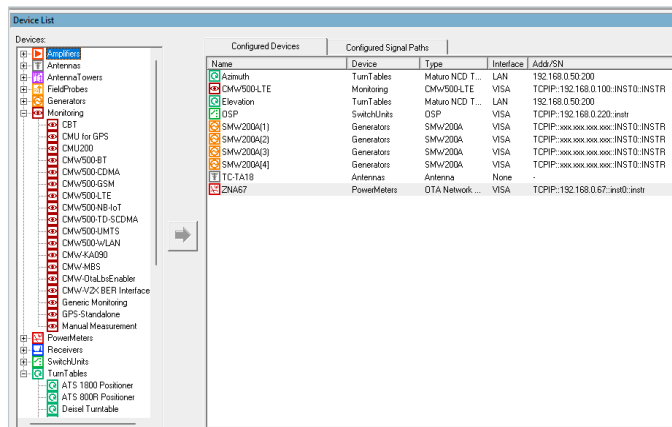 Device List
Devices:
Amplifiers
Antennas
AntennaTowers
FieldProbes
Generators
Monitoring
CBT
CMU for GPS
CMU200
CMW500-BT
CMW500-CDMA
CMW500-GSM
CMW500-LTE
CMW500-NB-IoT
CMW500-TD-SCDMA
CMW500-UMTS
CMW500-WLAN
CMW-KA090
CMW-MBS
CMW-OtaLbsEnabler
CMW-V2X BER Interface
Generic Monitoring
GPS-Standalone
Manual Measurement
PowerMeters
Receivers
SwitchUnits
TurnTables
ATS 1800 Positioner
ATS 800R Positioner
Deisel Turntable
Configured Devices Configured Signal Paths
Name Device Type Interface Addr/SN
Azimuth TurnTables Maturo NCD T... LAN 192.168.0.50:200
CMW500-LTE Monitoring CMW500-LTE VISA TCPIP::192.168.0.100::INST0::INSTR
Elevation TurnTables Maturo NCD T... LAN 192.168.0.50:200
OSP SwitchUnits OSP VISA TCPIP::192.168.0.220::instr
SMW200A(1) Generators SMW200A VISA TCPIP::xxx.xxx.xxx.xxx::INST0::INSTR
SMW200A(2) Generators SMW200A VISA TCPIP::xxx.xxx.xxx.xxx::INST0::INSTR
SMW200A(3) Generators SMW200A VISA TCPIP::xxx.xxx.xxx.xxx::INST0::INSTR
SMW200A(4) Generators SMW200A VISA TCPIP::xxx.xxx.xxx.xxx::INST0::INSTR
TC-TA18 Antennas Antenna None -
ZNA67 PowerMeters OTA Network ... VISA TCPIP::192.168.0.67::inst0::instr